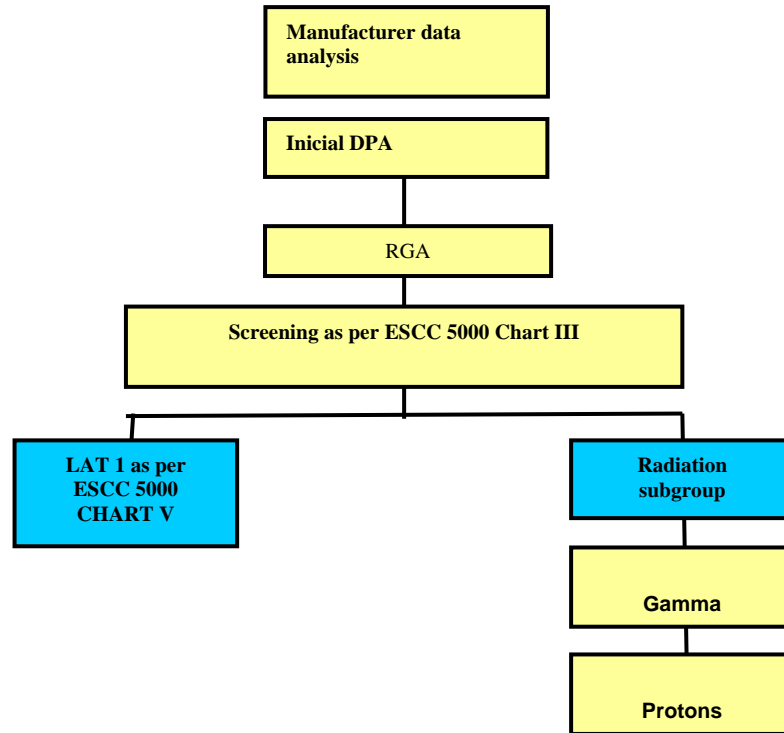 Manufacturer data
analysis
Inicial DPA
RGA
Screening as per ESCC 5000 Chart III
LAT 1 as per
ESCC 5000
CHART V
Radiation
subgroup
Gamma
Protons